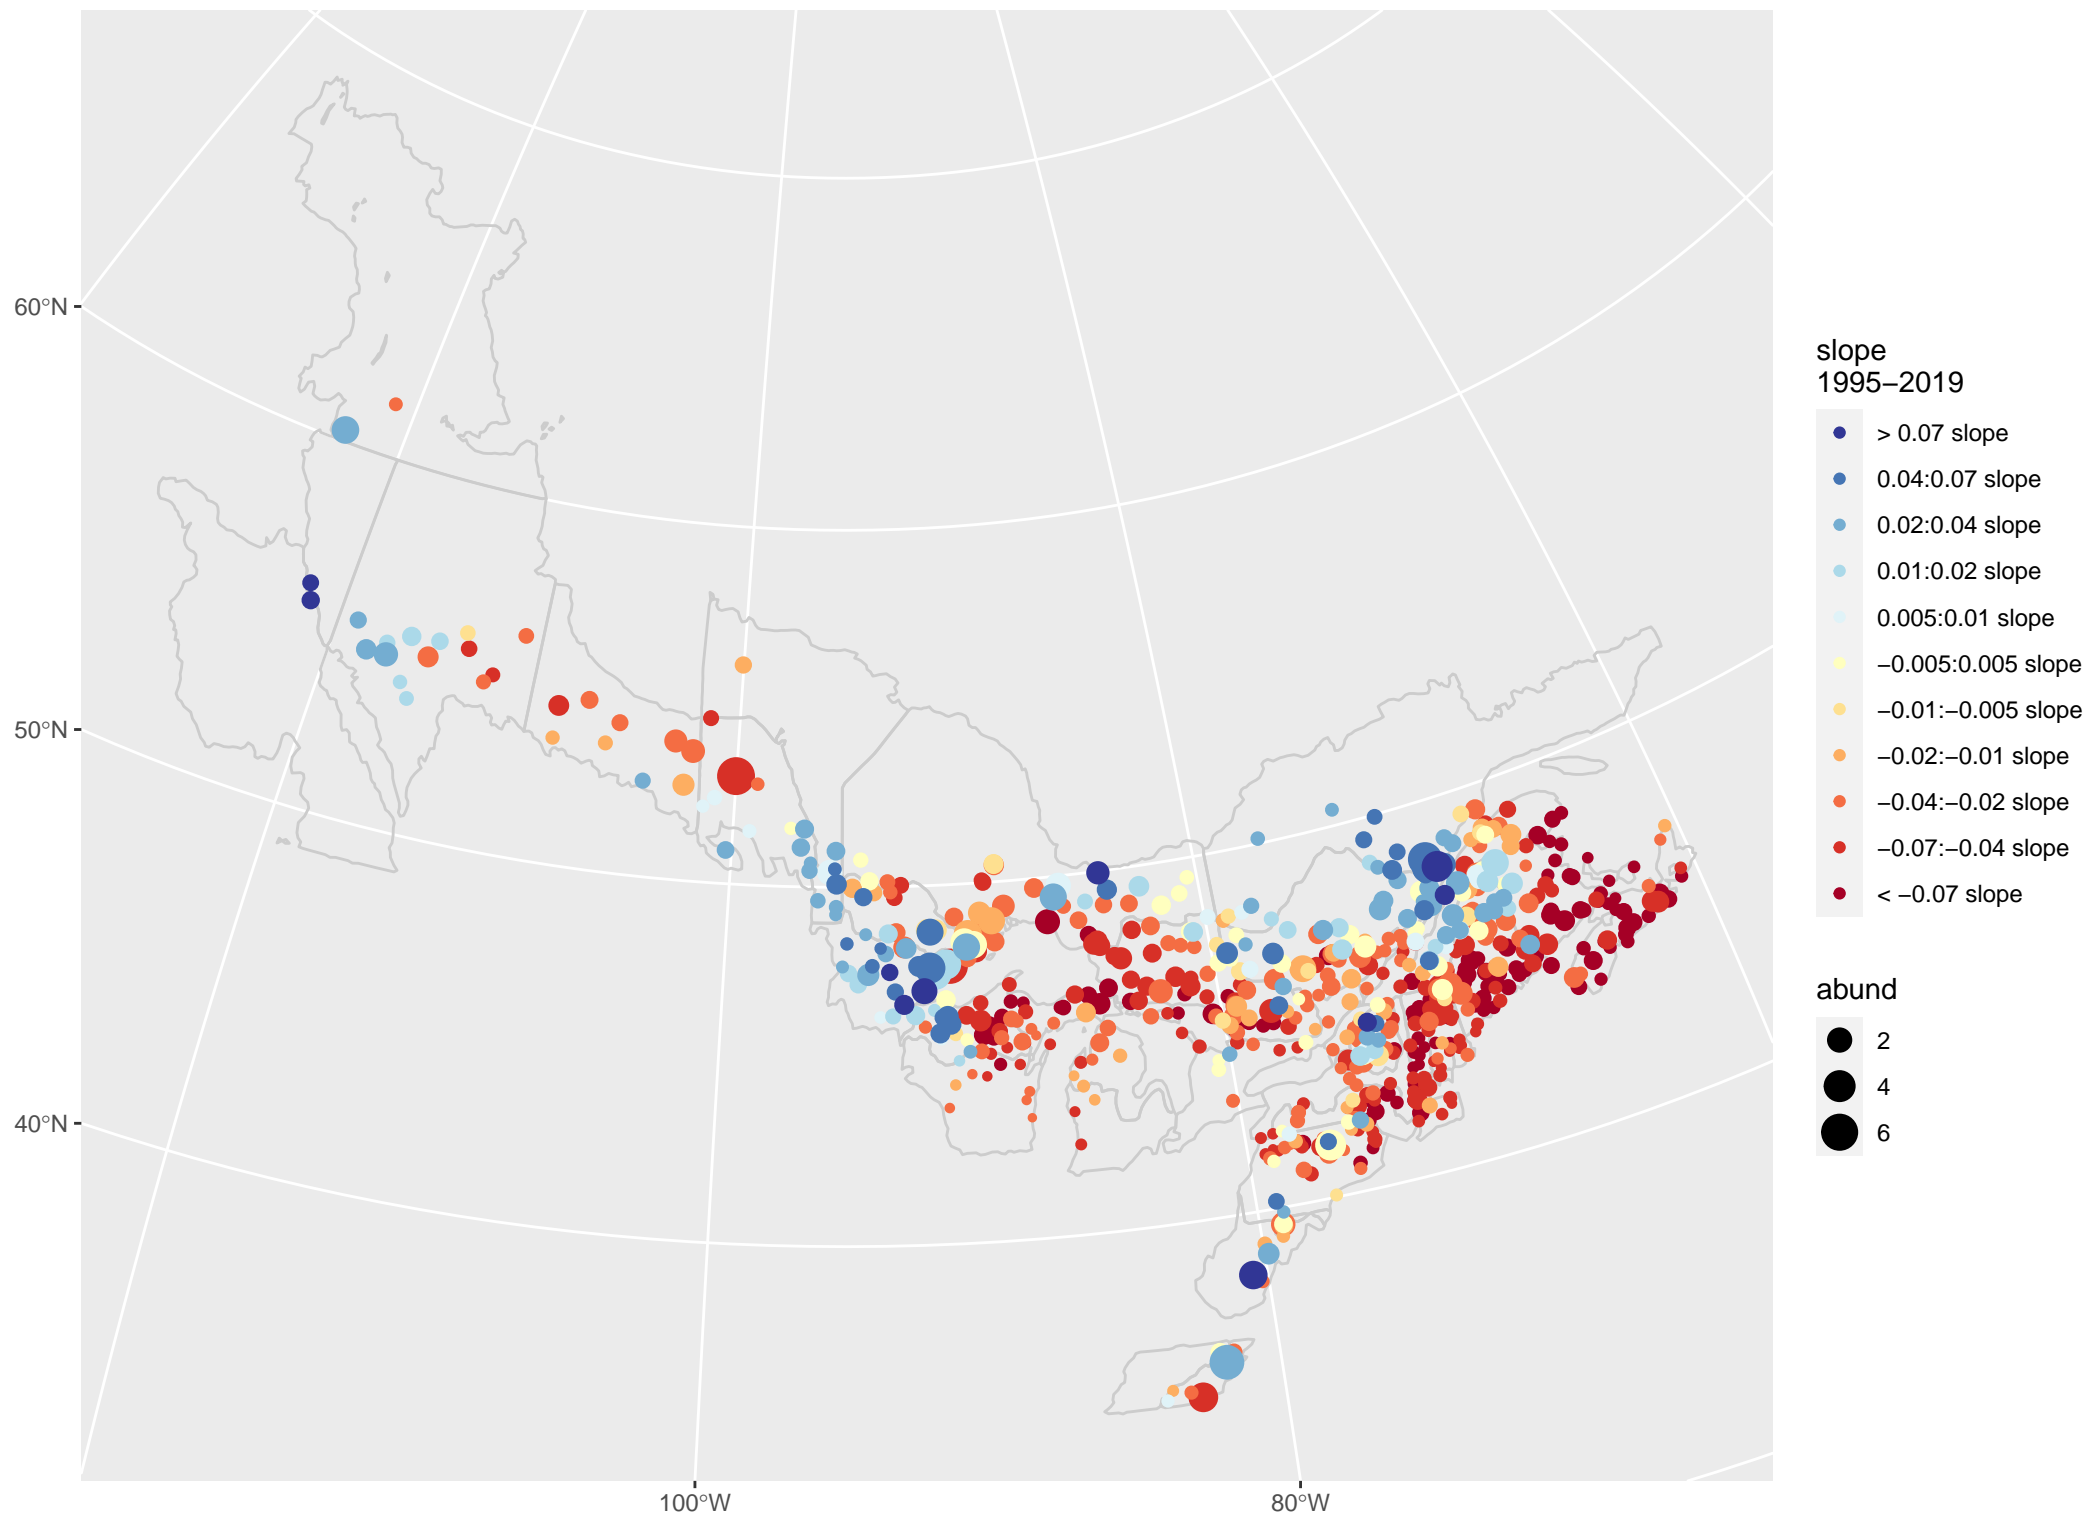 60°N
50°N
40°N
100°W
80°W
slope
1995−2019
> 0.07 slope
0.04:0.07 slope
0.02:0.04 slope
0.01:0.02 slope
0.005:0.01 slope
−0.005:0.005 slope
−0.01:−0.005 slope
−0.02:−0.01 slope
−0.04:−0.02 slope
−0.07:−0.04 slope
< −0.07 slope
abund
2
4
6